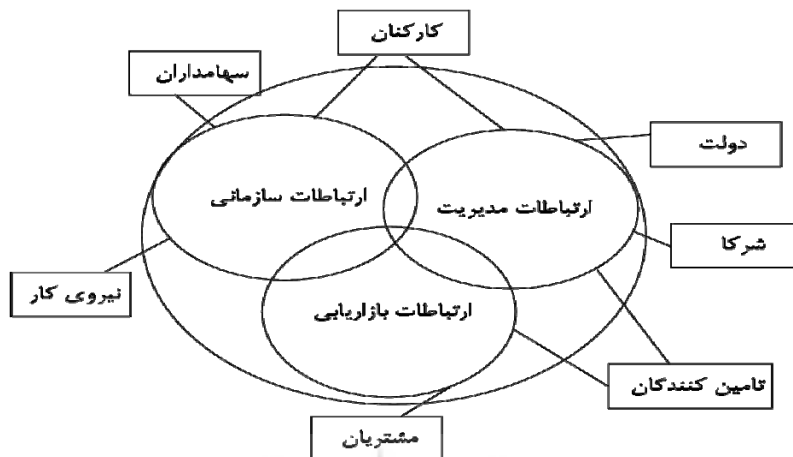 کارکنان
سهامداران
دولت
ارتباطات سازمانی
ارتباطات مدیریت
شرکا
نیروی کار
ارتباطات بازاریابی
تامین کنندگان
مشتریان